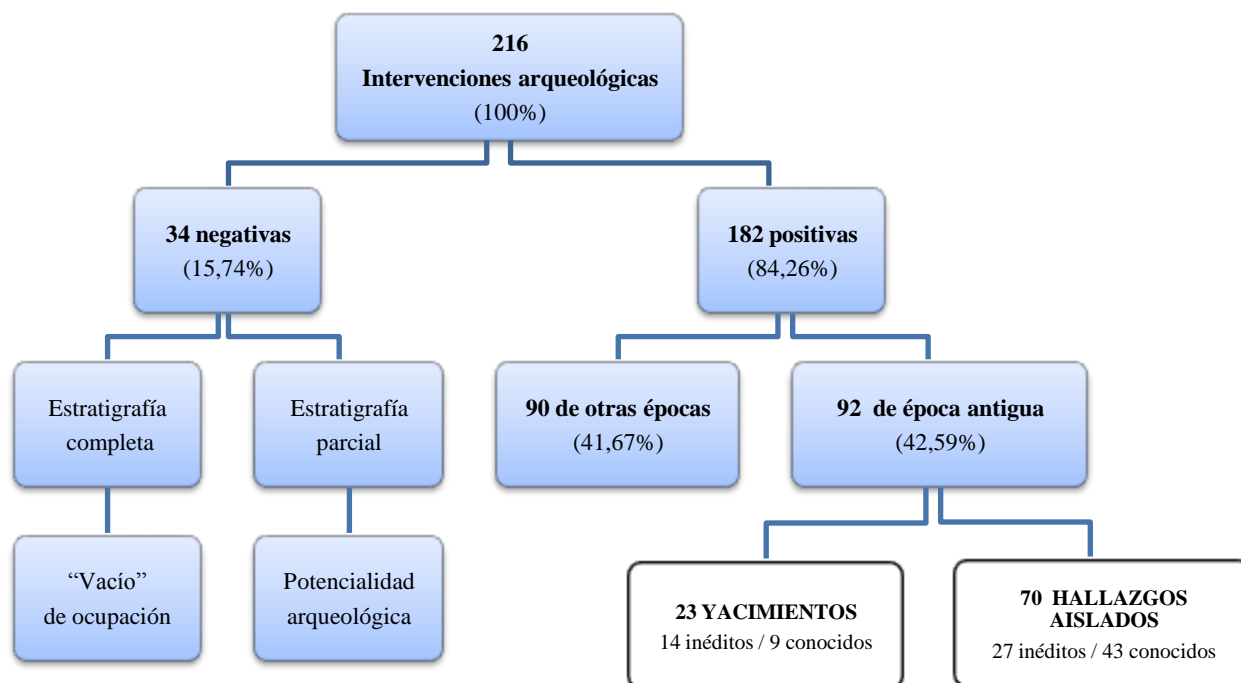 216
Intervenciones arqueológicas
(100%)
34 negativas
(15,74%)
182 positivas
(84,26%)
Estratigrafía
completa
Estratigrafía
parcial
90 de otras épocas
(41,67%)
92 de época antigua
(42,59%)
“Vacío”
de ocupación
Potencialidad
arqueológica
23 YACIMIENTOS
14 inéditos / 9 conocidos
70 HALLAZGOS
AISLADOS
27 inéditos / 43 conocidos